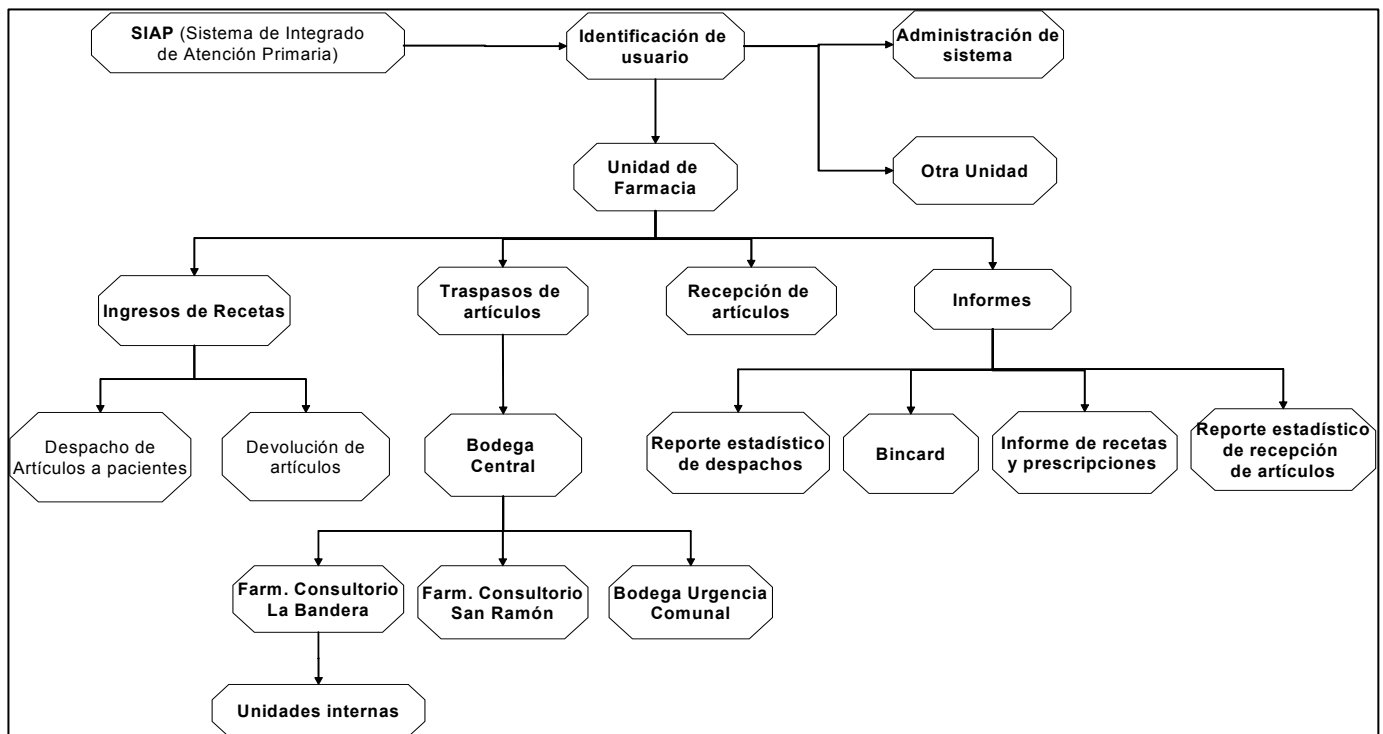 SIAP (Sistema de Integrado
de Atención Primaria)
Identificación de
usuario
Administración de
sistema
Unidad de
Farmacia
Otra Unidad
Ingresos de Recetas
Traspasos de
artículos
Recepción de
artículos
Informes
Despacho de
Artículos a pacientes
Devolución de
artículos
Bodega
Central
Reporte estadístico
de despachos
Bincard
Informe de recetas
y prescripciones
Reporte estadístico
de recepción
de artículos
Farm. Consultorio
La Bandera
Farm. Consultorio
San Ramón
Bodega Urgencia
Comunal
Unidades internas